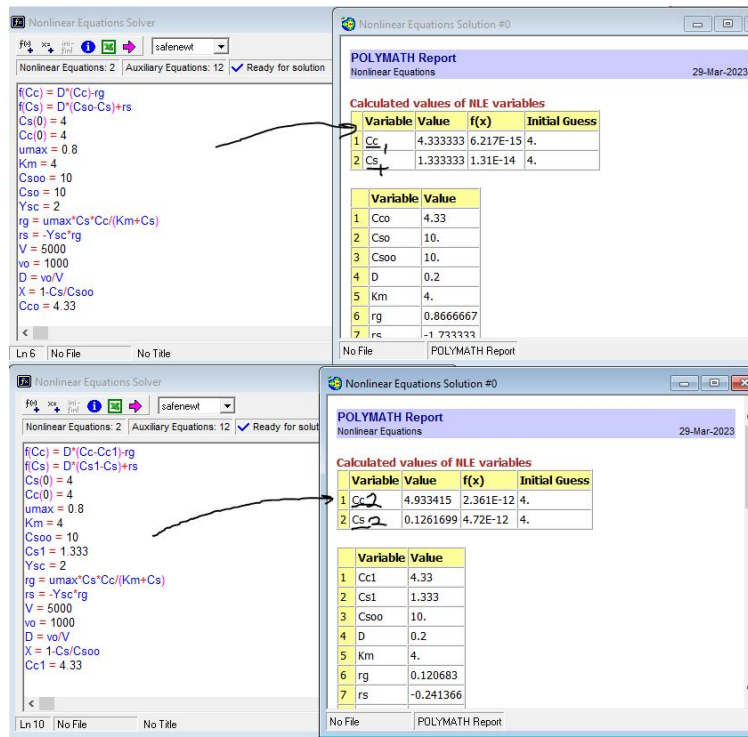 Nonlinear Equations Solver
safenewt
Nonlinear Equations: 2 Auxiliary Equations: 12 Ready for solution
f(Cc) = D*(Cc)-rg
f(Cs) = D*(Cso-Cs)+rs
Cs(0) = 4
Cc(0) = 4
umax = 0.8
Km = 4
Csoo = 10
Cso = 10
Ysc = 2
rg = umax*Cs*Cc/(Km+Cs)
rs = -Ysc*rg
V = 5000
vo = 1000
D = vo/V
X = 1-Cs/Csoo
Cco = 4.33
Ln 6 No File No Title
Nonlinear Equations Solution #0
POLYMATH Report
Nonlinear Equations 29-Mar-2023
Calculated values of NLE variables
Variable Value f(x) Initial Guess
1 Cc 1 4.333333 6.217E-15 4.
2 Cs 1 1.333333 1.31E-14 4.
Variable Value
1 Cco 4.33
2 Cso 10.
3 Csoo 10.
4 D 0.2
5 Km 4.
6 rg 0.8666667
7 rs -1.733333
No File POLYMATH Report
Nonlinear Equations Solver
safenewt
Nonlinear Equations: 2 Auxiliary Equations: 12 Ready for solut
f(Cc) = D*(Cc-Cc1)-rg
f(Cs) = D*(Cs1-Cs)+rs
Cs(0) = 4
Cc(0) = 4
umax = 0.8
Km = 4
Csoo = 10
Cs1 = 1.333
Ysc = 2
rg = umax*Cs*Cc/(Km+Cs)
rs = -Ysc*rg
V = 5000
vo = 1000
D = vo/V
X = 1-Cs/Csoo
Cc1 = 4.33
Ln 10 No File No Title
Nonlinear Equations Solution #0
POLYMATH Report
Nonlinear Equations 29-Mar-2023
Calculated values of NLE variables
Variable Value f(x) Initial Guess
1 Cc 2 4.933415 2.361E-12 4.
2 Cs 2 0.1261699 4.72E-12 4.
Variable Value
1 Cc1 4.33
2 Cs1 1.333
3 Csoo 10.
4 D 0.2
5 Km 4.
6 rg 0.120683
7 rs -0.241366
No File POLYMATH Report